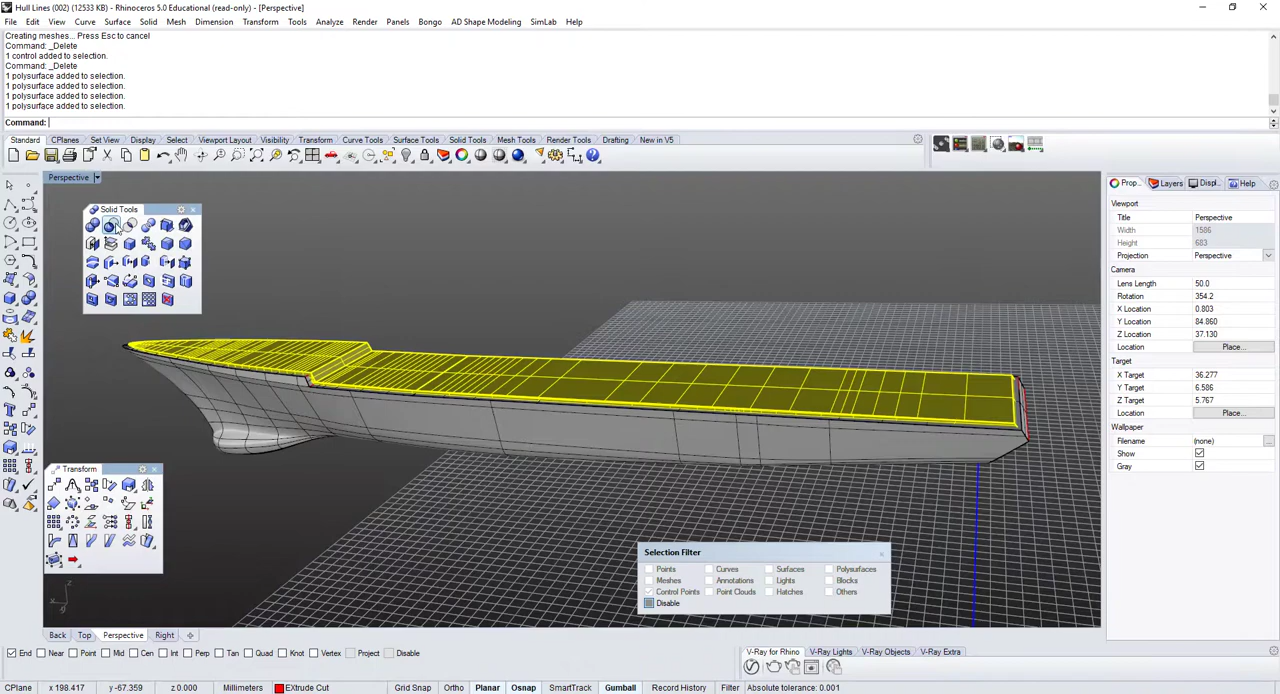 Hull Lines (002) (12533 KB) - Rhinoceros 5.0 Educational (read-only) - [Perspective]
File Edit View Curve Surface Solid Mesh Dimension Transform Tools Analyze Render Panels Bongo AD Shape Modeling SimLab Help
Creating meshes... Press Esc to cancel
Command: _Delete
1 control added to selection.
Command: _Delete
1 polysurface added to selection.
1 polysurface added to selection.
1 polysurface added to selection.
1 polysurface added to selection.
Command:
Standard CPlanes Set View Display Select Viewport Layout Visibility Transform Curve Tools Surface Tools Solid Tools Mesh Tools Render Tools Drafting New in V5
Perspective
Solid Tools
Transform
Selection Filter
Points Curves Surfaces Polysurfaces
Meshes Annotations Lights Blocks
Control Points Point Clouds Hatches Others
Disable
Prop... Layers Displ... Help
Viewport
Title Perspective
Width 1586
Height 683
Projection Perspective
Camera
Lens Length 50.0
Rotation 354.2
X Location 0.803
Y Location 84.860
Z Location 37.130
Location Place...
Target
X Target 36.277
Y Target 6.586
Z Target 5.767
Location Place...
Wallpaper
Filename (none) ...
Show
Gray
z
x
Back Top Perspective Right
End Near Point Mid Cen Int Perp Tan Quad Knot Vertex Project Disable
V-Ray for Rhino V-Ray Lights V-Ray Objects V-Ray Extra
CPlane x 198.417 y -67.359 z 0.000 Millimeters EXtrude Cut Grid Snap Ortho Planar Osnap SmartTrack Gumball Record History Filter Absolute tolerance: 0.001